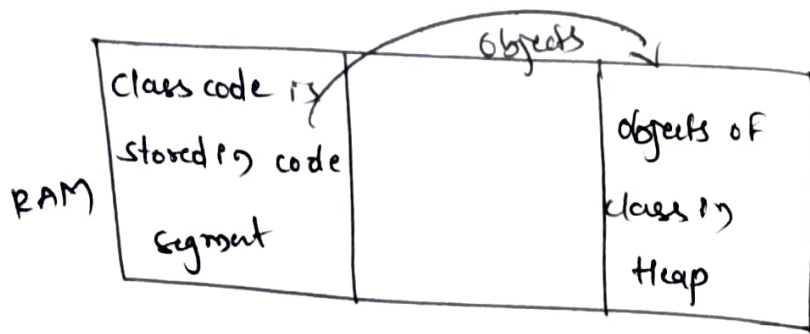 Objects
Class code is
stored in code
segment
RAM
objects of
class in
Heap